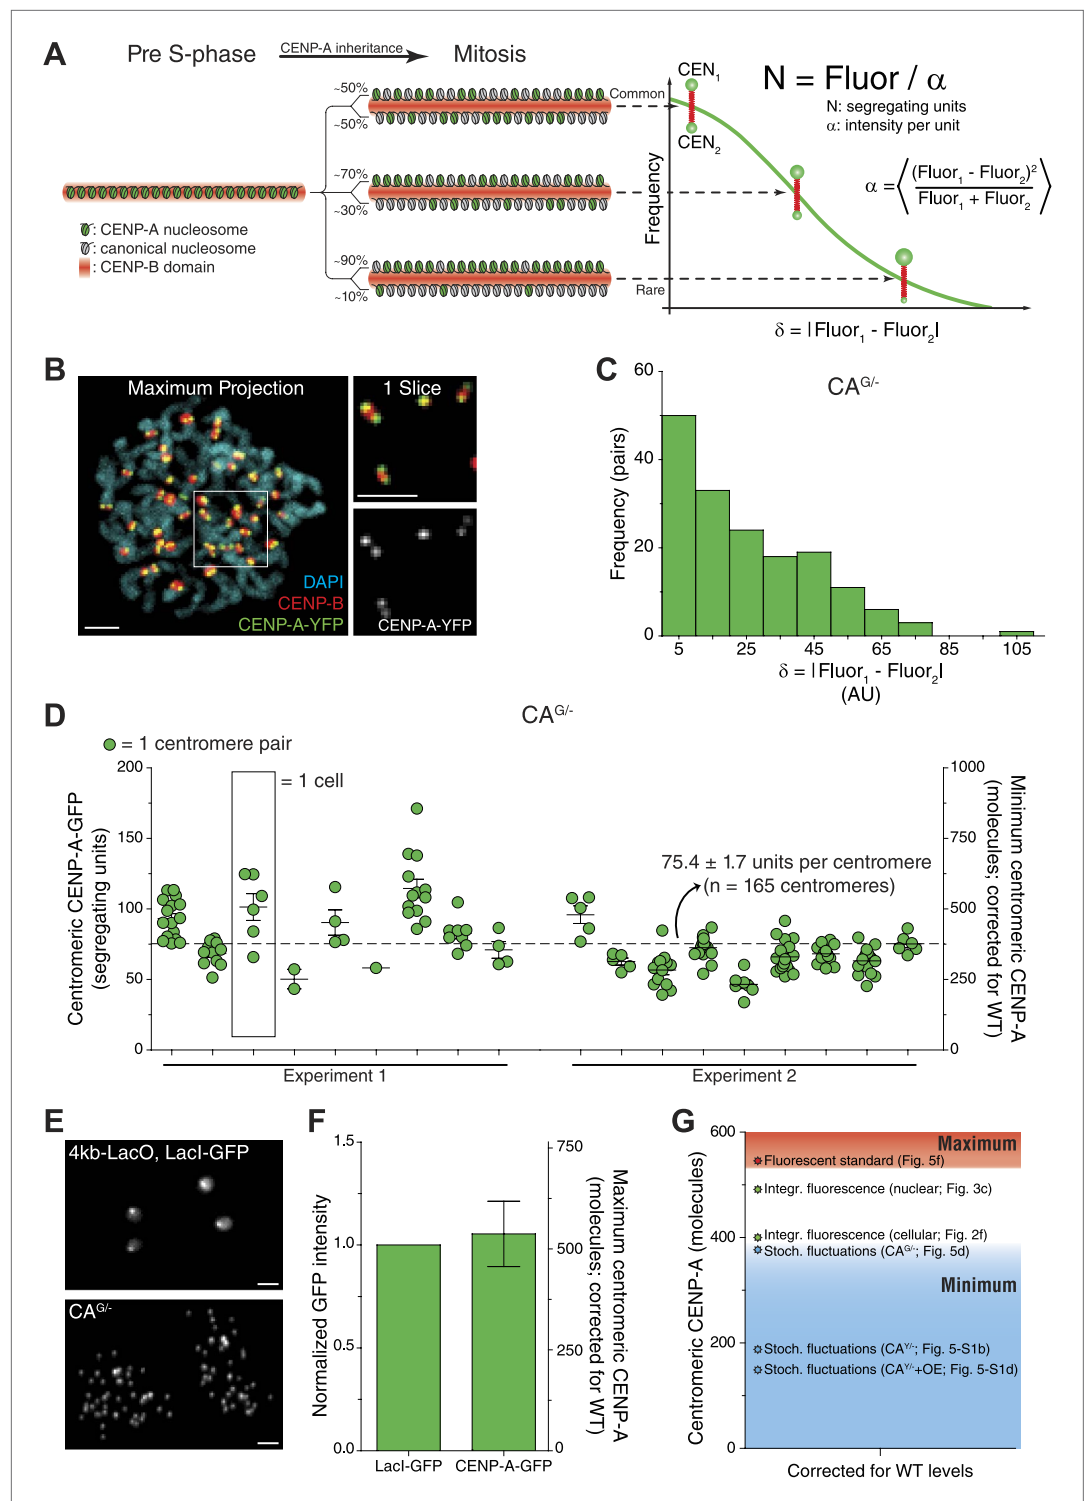 A
Pre S-phase
CENP-A inheritance
Mitosis
~50%
~50%
~70%
~30%
~90%
~10%
: CENP-A nucleosome
: canonical nucleosome
: CENP-B domain
Common
Rare
Frequency
CEN1
CEN2
N = Fluor / α
N: segregating units
α: intensity per unit
α = ⟨ (Fluor1 - Fluor2)² / Fluor1 + Fluor2 ⟩
δ = |Fluor1 - Fluor2|
B
Maximum Projection
DAPI
CENP-B
CENP-A-YFP
1 Slice
CENP-A-YFP
C
CA^G/-
Frequency (pairs)
60
40
20
0
5 25 45 65 85 105
δ = |Fluor1 - Fluor2|
(AU)
D
CA^G/-
= 1 centromere pair
= 1 cell
Centromeric CENP-A-GFP
(segregating units)
200
150
100
50
0
75.4 ± 1.7 units per centromere
(n = 165 centromeres)
1000
750
500
250
0
Minimum centromeric CENP-A
(molecules; corrected for WT)
Experiment 1
Experiment 2
E
4kb-LacO, LacI-GFP
CA^G/-
F
Normalized GFP intensity
1.5
1.0
0.5
0.0
750
500
250
0
Maximum centromeric CENP-A
(molecules; corrected for WT)
LacI-GFP CENP-A-GFP
G
Centromeric CENP-A (molecules)
600
400
200
0
Maximum
Fluorescent standard (Fig. 5f)
Integr. fluorescence (nuclear; Fig. 3c)
Integr. fluorescence (cellular; Fig. 2f)
Stoch. fluctuations (CA^G/-; Fig. 5d)
Minimum
Stoch. fluctuations (CA^Y/-; Fig. 5-S1b)
Stoch. fluctuations (CA^Y/-+OE; Fig. 5-S1d)
Corrected for WT levels